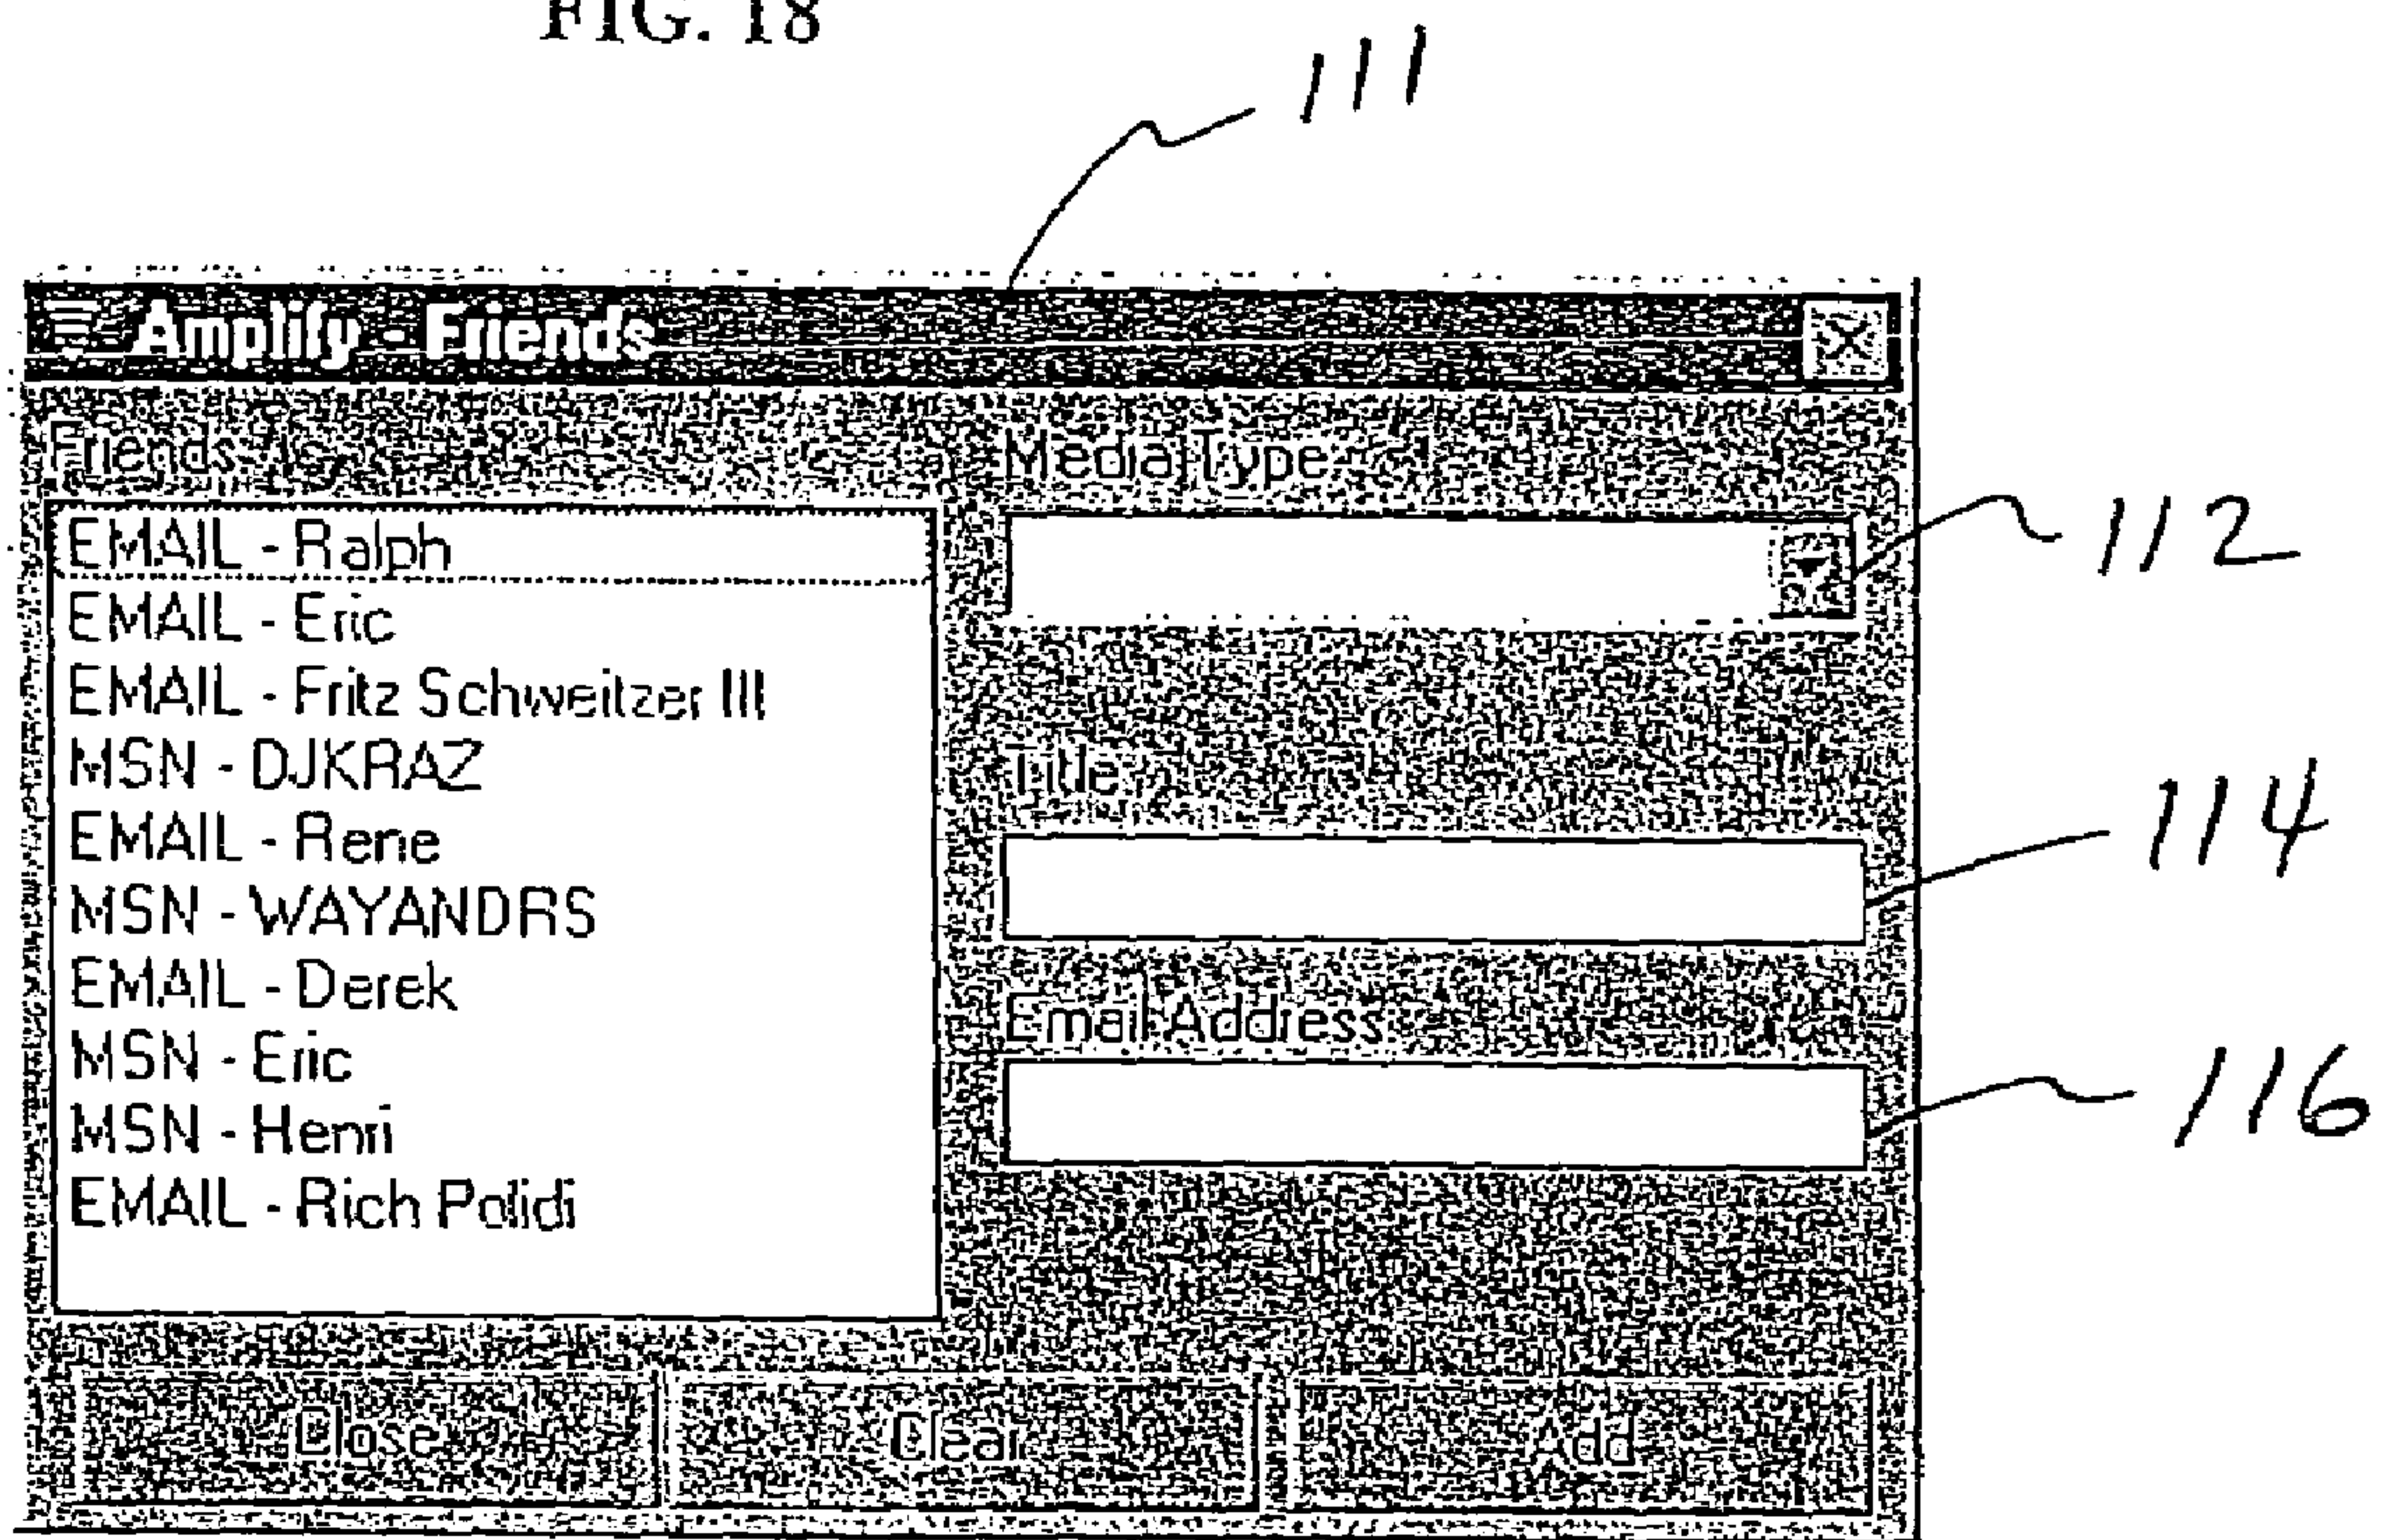 FIG. 18
111
Amplify - Friends
Friends
Media Type
EMAIL - Ralph
EMAIL - Eric
EMAIL - Fritz Schweitzer III
MSN - DJKRAZ
EMAIL - Rene
MSN - WAYANDRS
EMAIL - Derek
MSN - Eric
MSN - Henri
EMAIL - Rich Polidi
112
Title
114
Email Address
116
Close
Clear
Add